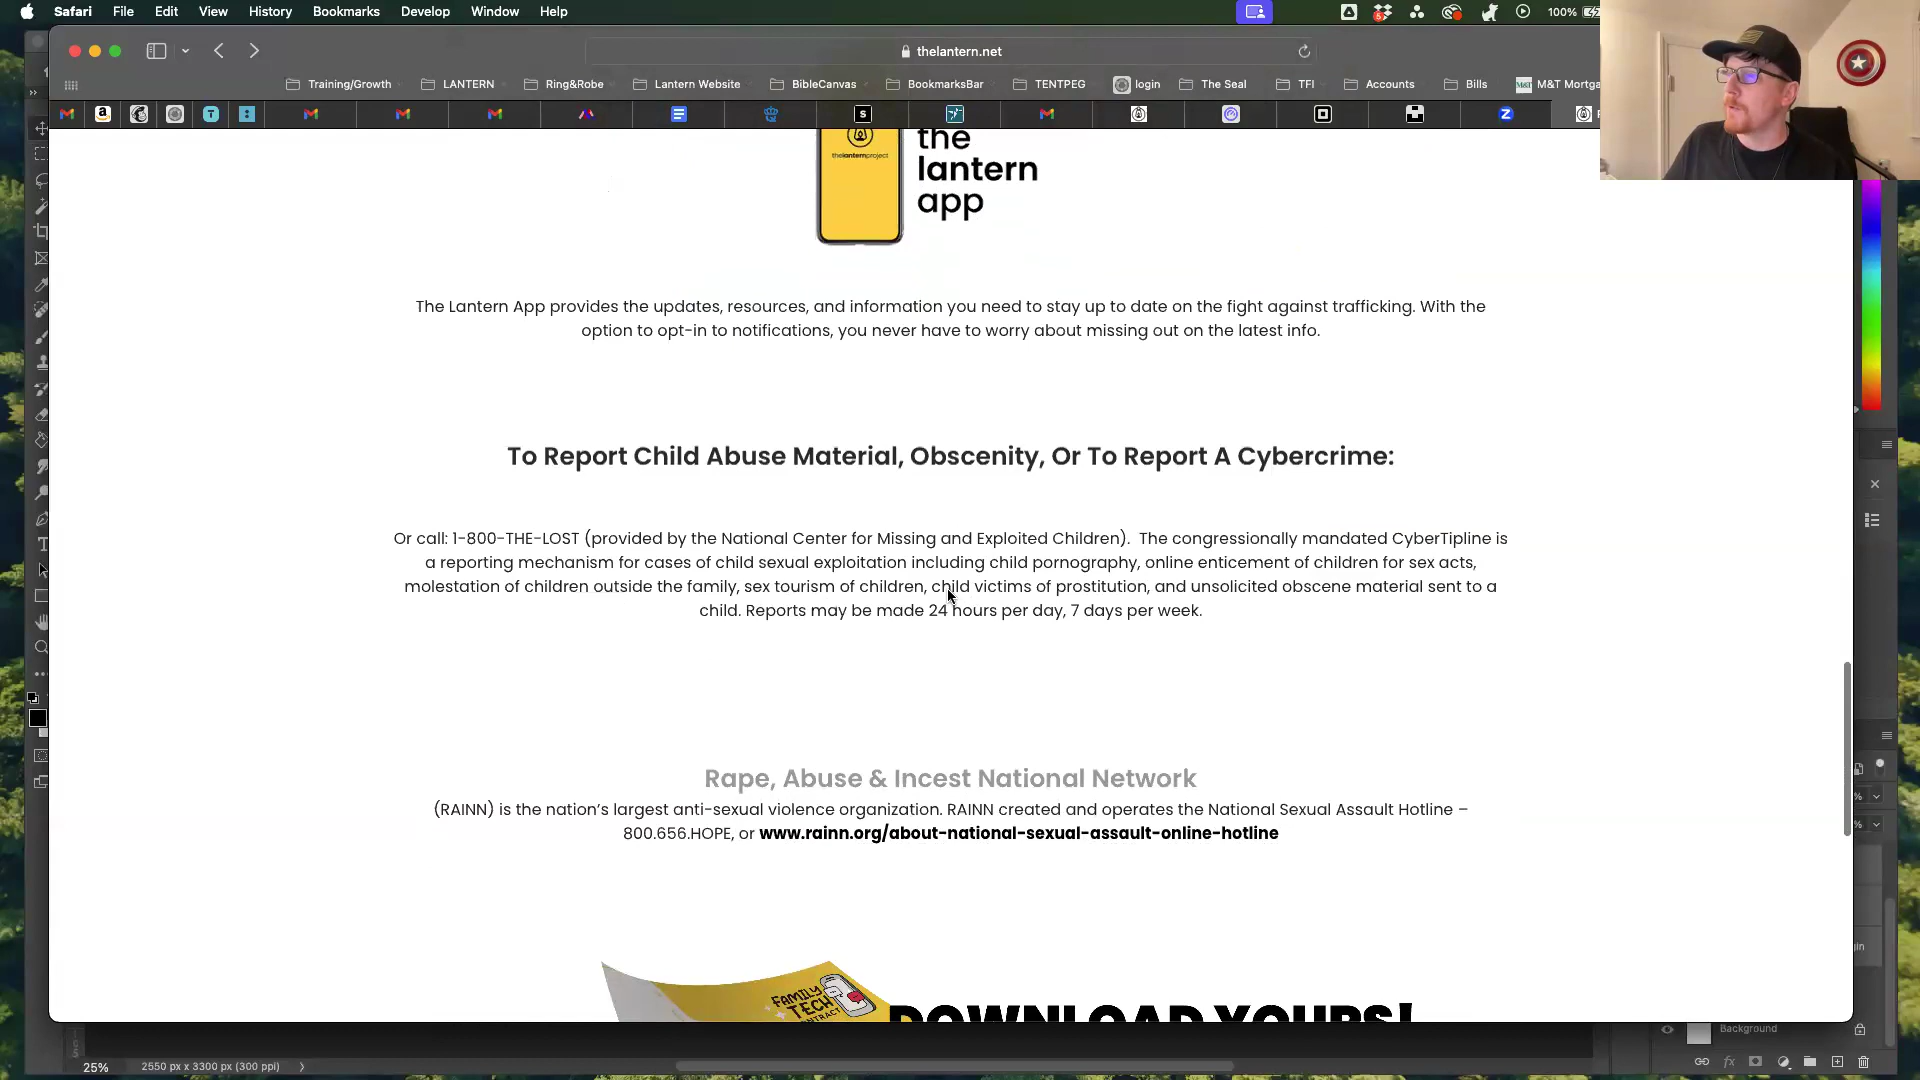 Safari File Edit View History Bookmarks Develop Window Help
100%
thelantern.net
Training/Growth LANTERN Ring&Robe Lantern Website BibleCanvas BookmarksBar TENTPEG login The Seal TFI Accounts Bills M&T Mortga
the
lantern
app
thelanternproject
The Lantern App provides the updates, resources, and information you need to stay up to date on the fight against trafficking. With the
option to opt-in to notifications, you never have to worry about missing out on the latest info.
To Report Child Abuse Material, Obscenity, Or To Report A Cybercrime:
Or call: 1-800-THE-LOST (provided by the National Center for Missing and Exploited Children). The congressionally mandated CyberTipline is
a reporting mechanism for cases of child sexual exploitation including child pornography, online enticement of children for sex acts,
molestation of children outside the family, sex tourism of children, child victims of prostitution, and unsolicited obscene material sent to a
child. Reports may be made 24 hours per day, 7 days per week.
Rape, Abuse & Incest National Network
(RAINN) is the nation's largest anti-sexual violence organization. RAINN created and operates the National Sexual Assault Hotline –
800.656.HOPE, or www.rainn.org/about-national-sexual-assault-online-hotline
FAMILY
TECH
CONTRACT
DOWNLOAD YOURS!
Background
25% 2550 px x 3300 px (300 ppi)